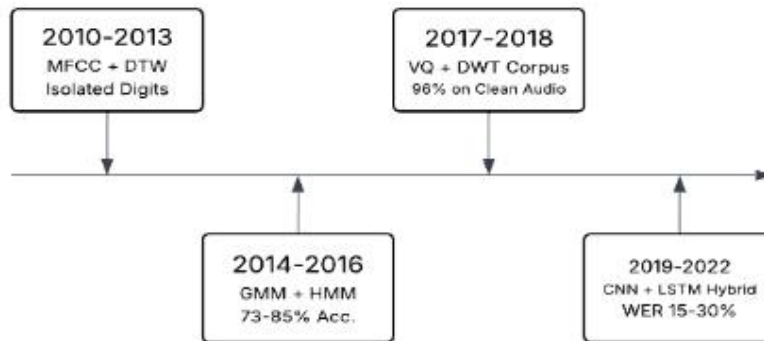 2010-2013
MFCC + DTW
Isolated Digits
2017-2018
VQ + DWT Corpus
96% on Clean Audio
2014-2016
GMM + HMM
73-85% Acc.
2019-2022
CNN + LSTM Hybrid
WER 15-30%